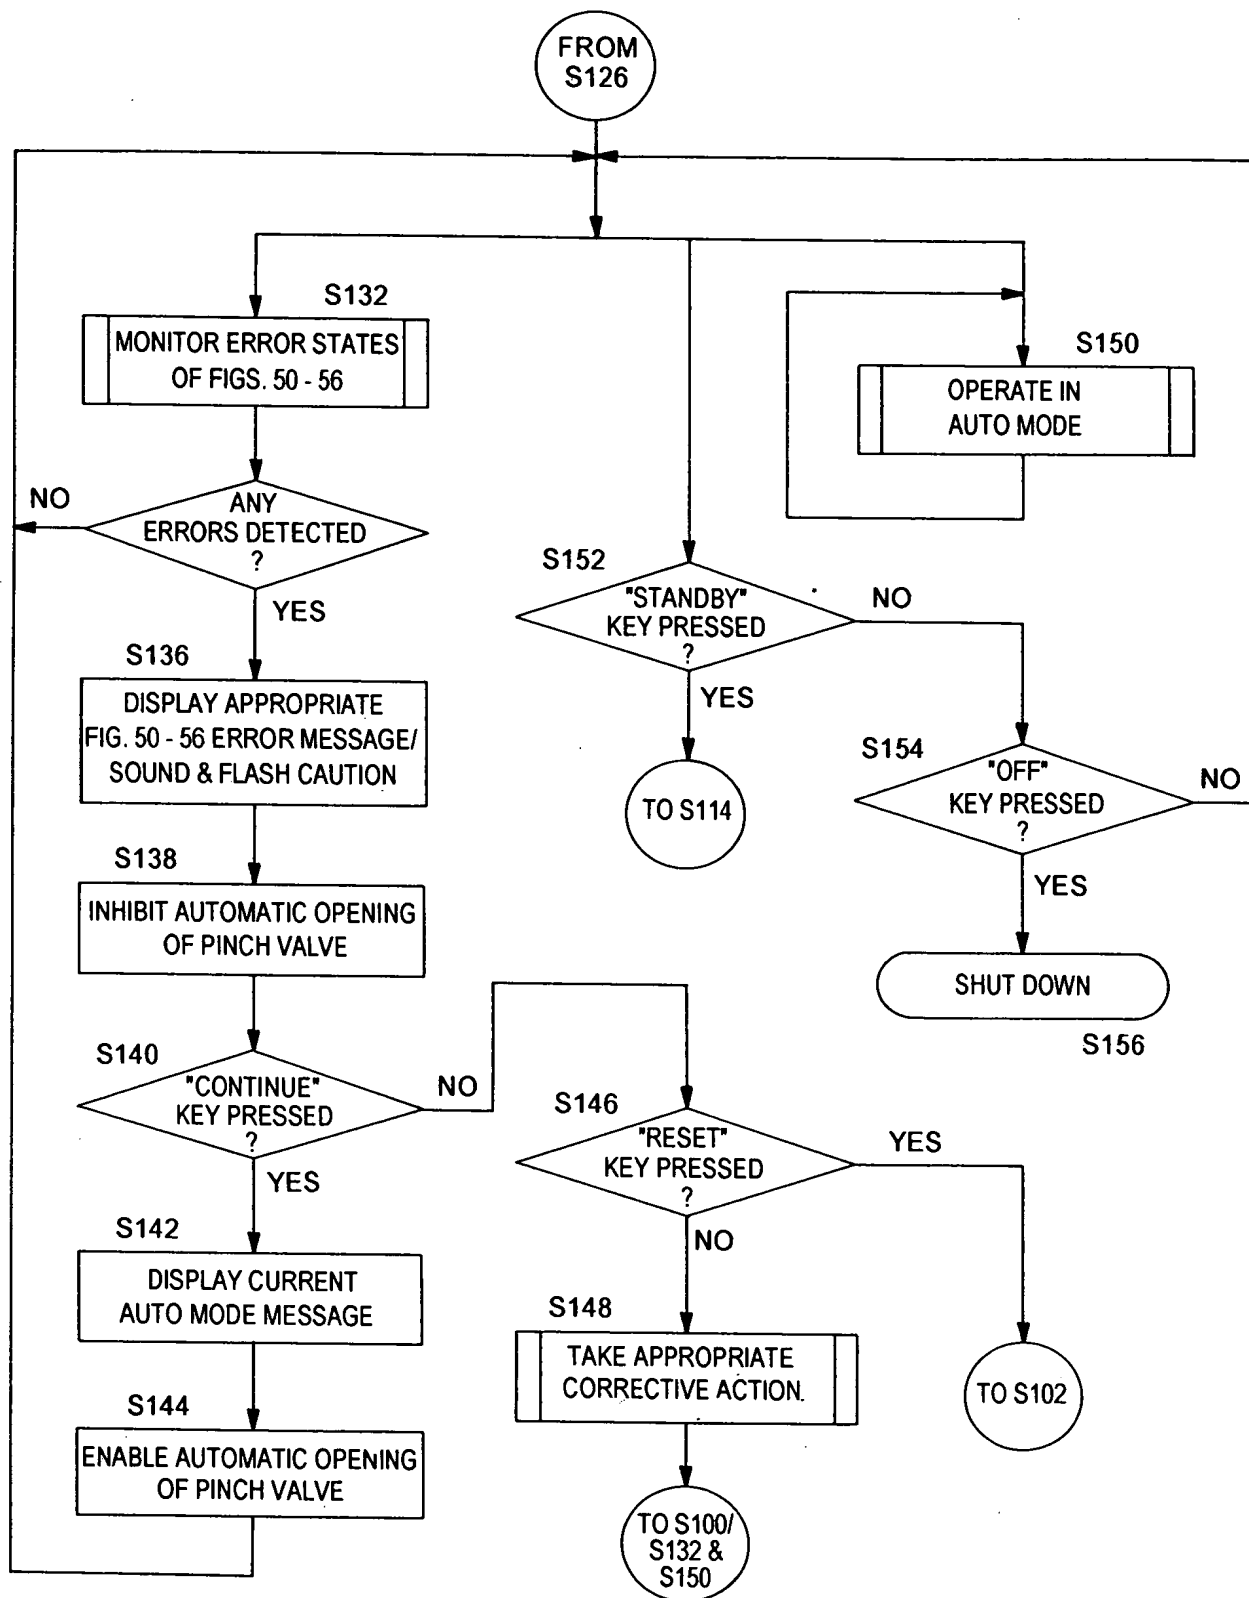 FROM
S126
S132
MONITOR ERROR STATES
OF FIGS. 50 - 56
S150
OPERATE IN
AUTO MODE
NO
ANY
ERRORS DETECTED
?
YES
S152
"STANDBY"
KEY PRESSED
?
NO
YES
S136
DISPLAY APPROPRIATE
FIG. 50 - 56 ERROR MESSAGE/
SOUND & FLASH CAUTION
TO S114
S154
"OFF"
KEY PRESSED
?
NO
YES
S138
INHIBIT AUTOMATIC OPENING
OF PINCH VALVE
SHUT DOWN
S156
S140
"CONTINUE"
KEY PRESSED
?
NO
YES
S146
"RESET"
KEY PRESSED
?
YES
NO
S142
DISPLAY CURRENT
AUTO MODE MESSAGE
S148
TAKE APPROPRIATE
CORRECTIVE ACTION.
TO S102
S144
ENABLE AUTOMATIC OPENING
OF PINCH VALVE
TO S100/
S132 &
S150